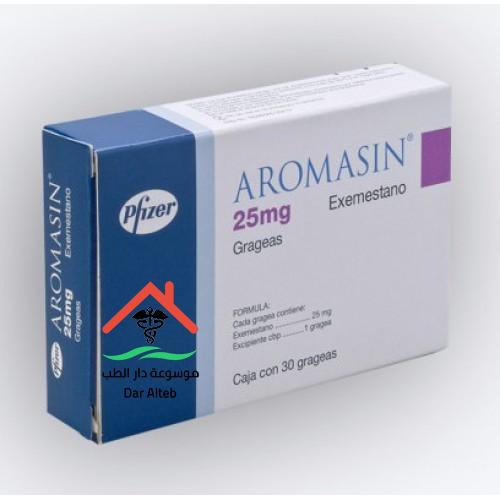 AROMASIN®
Exemestano
25mg
Grageas
Pfizer
AROMASIN®
25mg Exemestano
Grageas
FORMULA:
Cada gragea contiene:
Exemestano ............ 25 mg
Excipiente cbp ............ 1 gragea
Caja con 30 grageas
Pfizer
موسوعة دار الطب
Dar Alteb